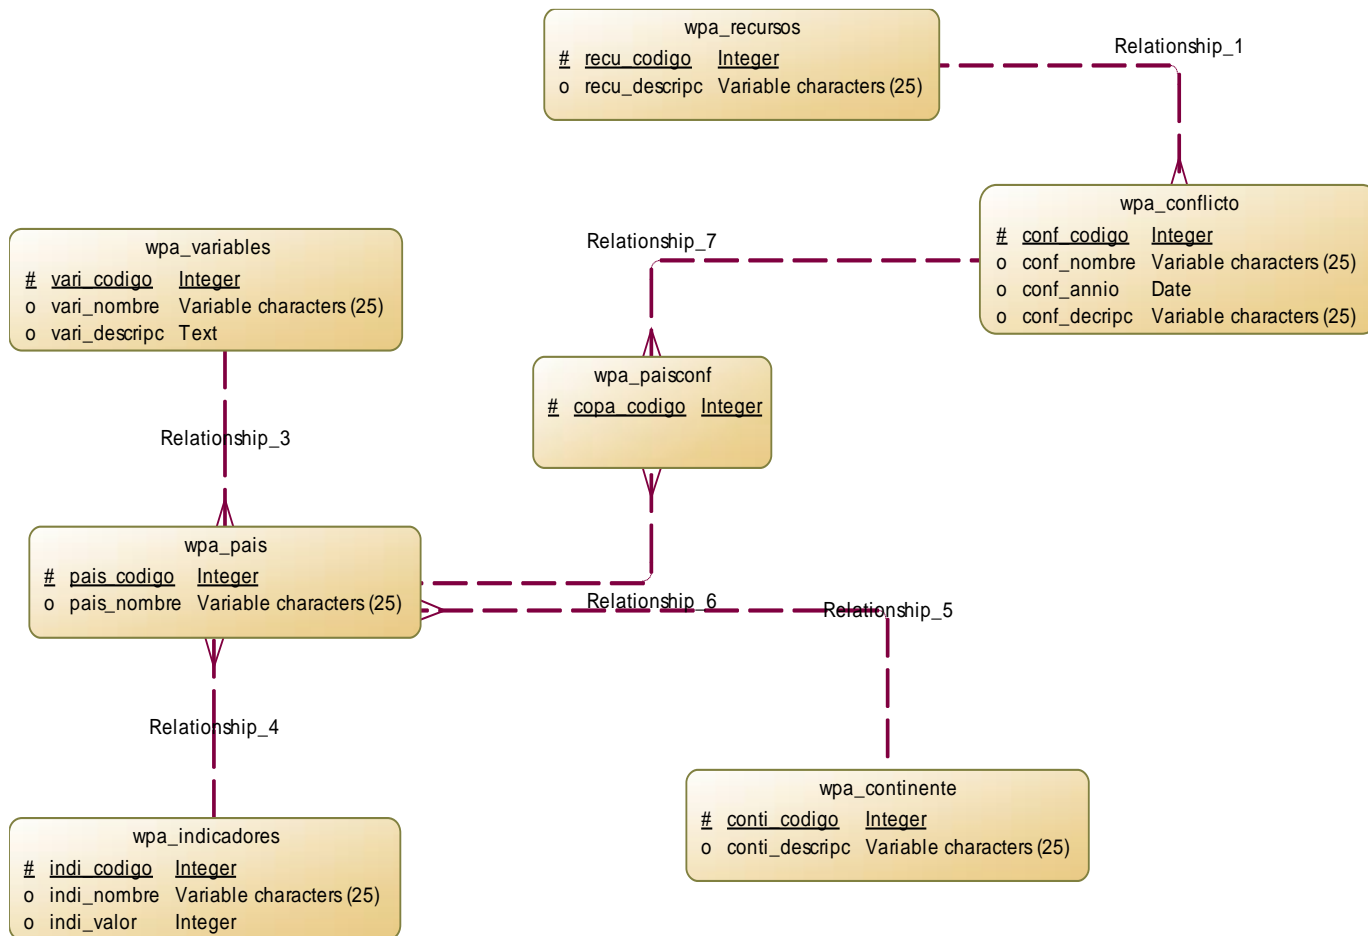 wpa_recursos
# recu_codigo Integer
o recu_descripc Variable characters (25)
Relationship_1
wpa_conflicto
# conf_codigo Integer
o conf_nombre Variable characters (25)
o conf_annio Date
o conf_decripc Variable characters (25)
Relationship_7
wpa_variables
# vari_codigo Integer
o vari_nombre Variable characters (25)
o vari_descripc Text
wpa_paisconf
# copa_codigo Integer
Relationship_3
wpa_pais
# pais_codigo Integer
o pais_nombre Variable characters (25)
Relationship_6
Relationship_5
Relationship_4
wpa_continente
# conti_codigo Integer
o conti_descripc Variable characters (25)
wpa_indicadores
# indi_codigo Integer
o indi_nombre Variable characters (25)
o indi_valor Integer